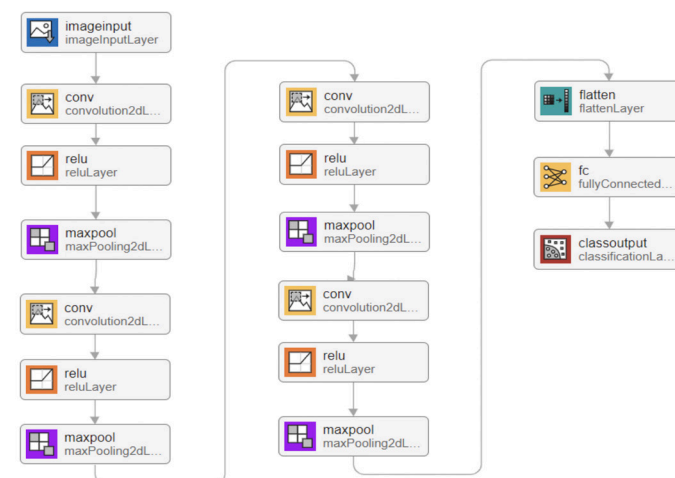 imageinput
imageInputLayer
conv
convolution2dL...
relu
reluLayer
maxpool
maxPooling2dL...
conv
convolution2dL...
relu
reluLayer
maxpool
maxPooling2dL...
conv
convolution2dL...
relu
reluLayer
maxpool
maxPooling2dL...
conv
convolution2dL...
relu
reluLayer
maxpool
maxPooling2dL...
flatten
flattenLayer
fc
fullyConnected...
classoutput
classificationLa...